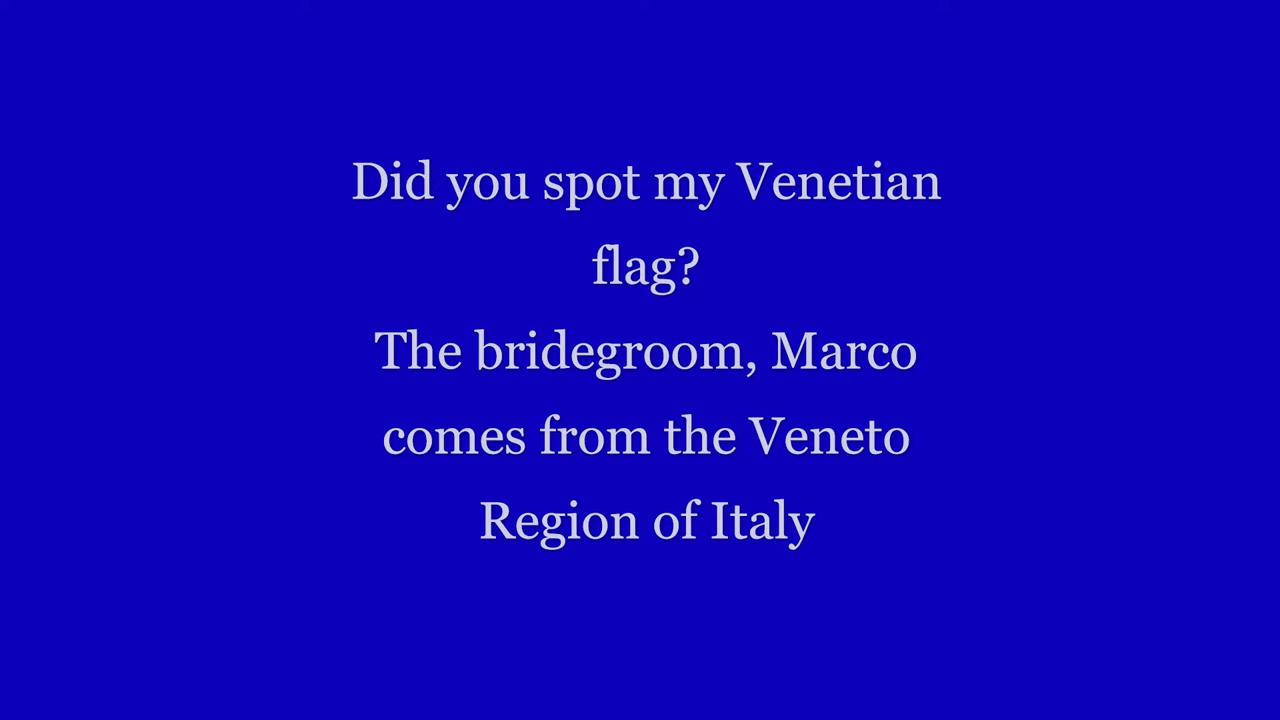 Did you spot my Venetian
flag?
The bridegroom, Marco
comes from the Veneto
Region of Italy